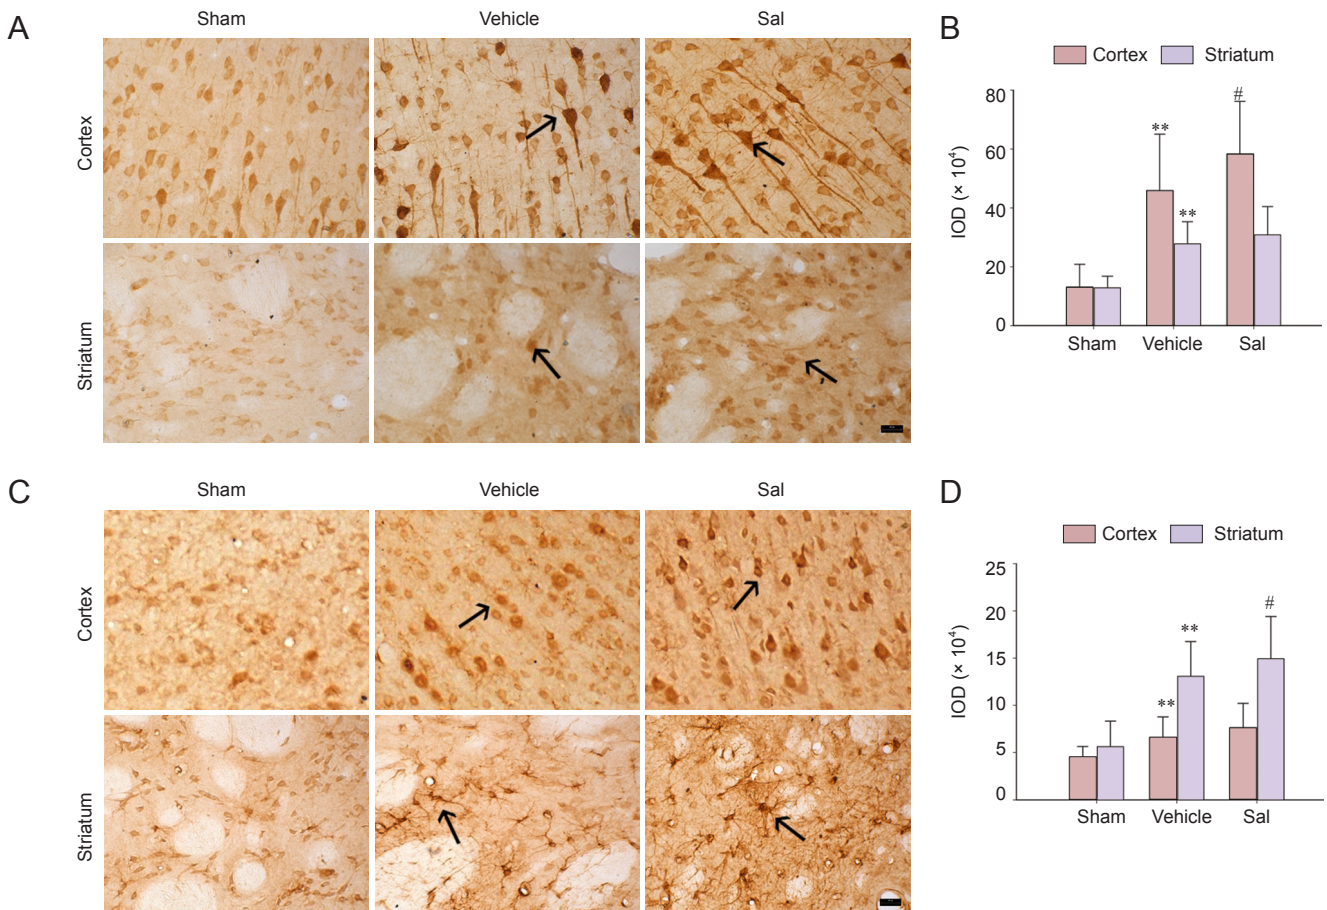 A
Sham
Vehicle
Sal
Cortex
Striatum
B
Cortex
Striatum
IOD (× 10⁴)
80
60
40
20
0
**
**
#
Sham
Vehicle
Sal
C
Sham
Vehicle
Sal
Cortex
Striatum
D
Cortex
Striatum
IOD (× 10⁴)
25
20
15
10
5
0
**
**
#
Sham
Vehicle
Sal